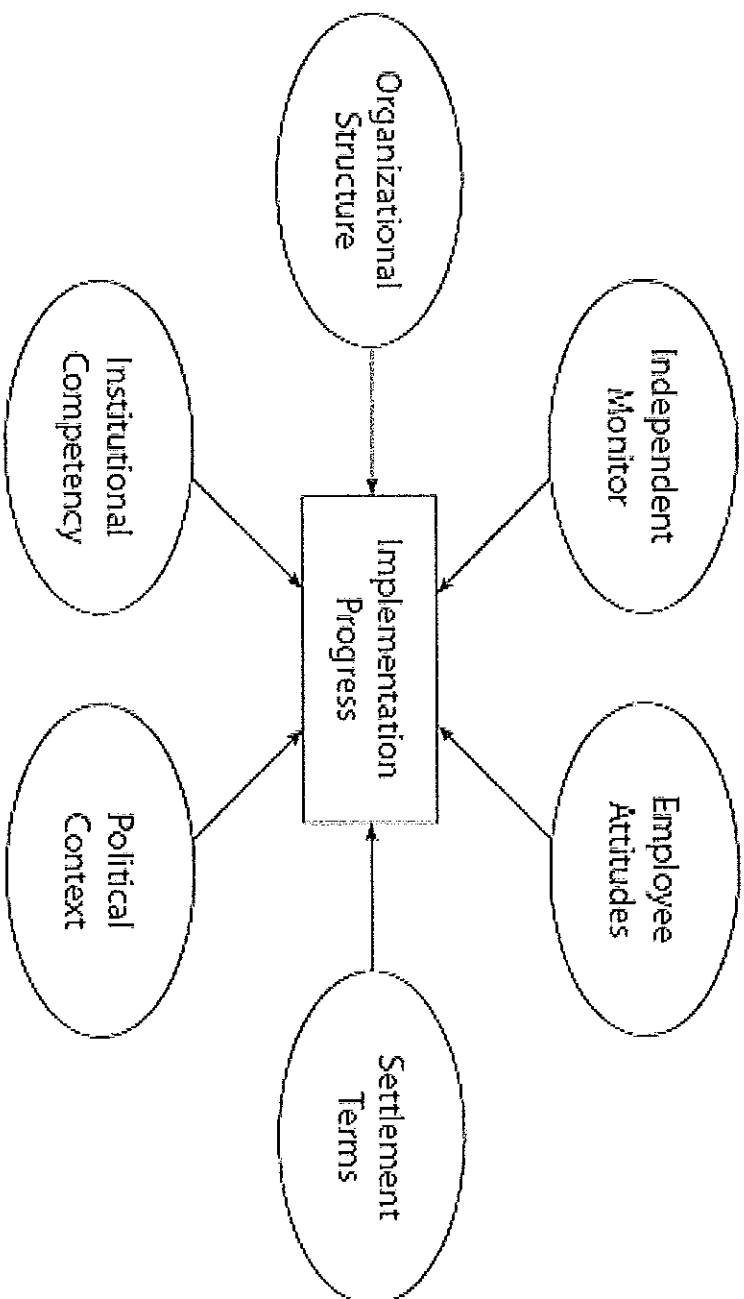 Independent
Monitor
Employee
Attitudes
Organizational
Structure
Implementation
Progress
Settlement
Terms
Institutional
Competency
Political
Context